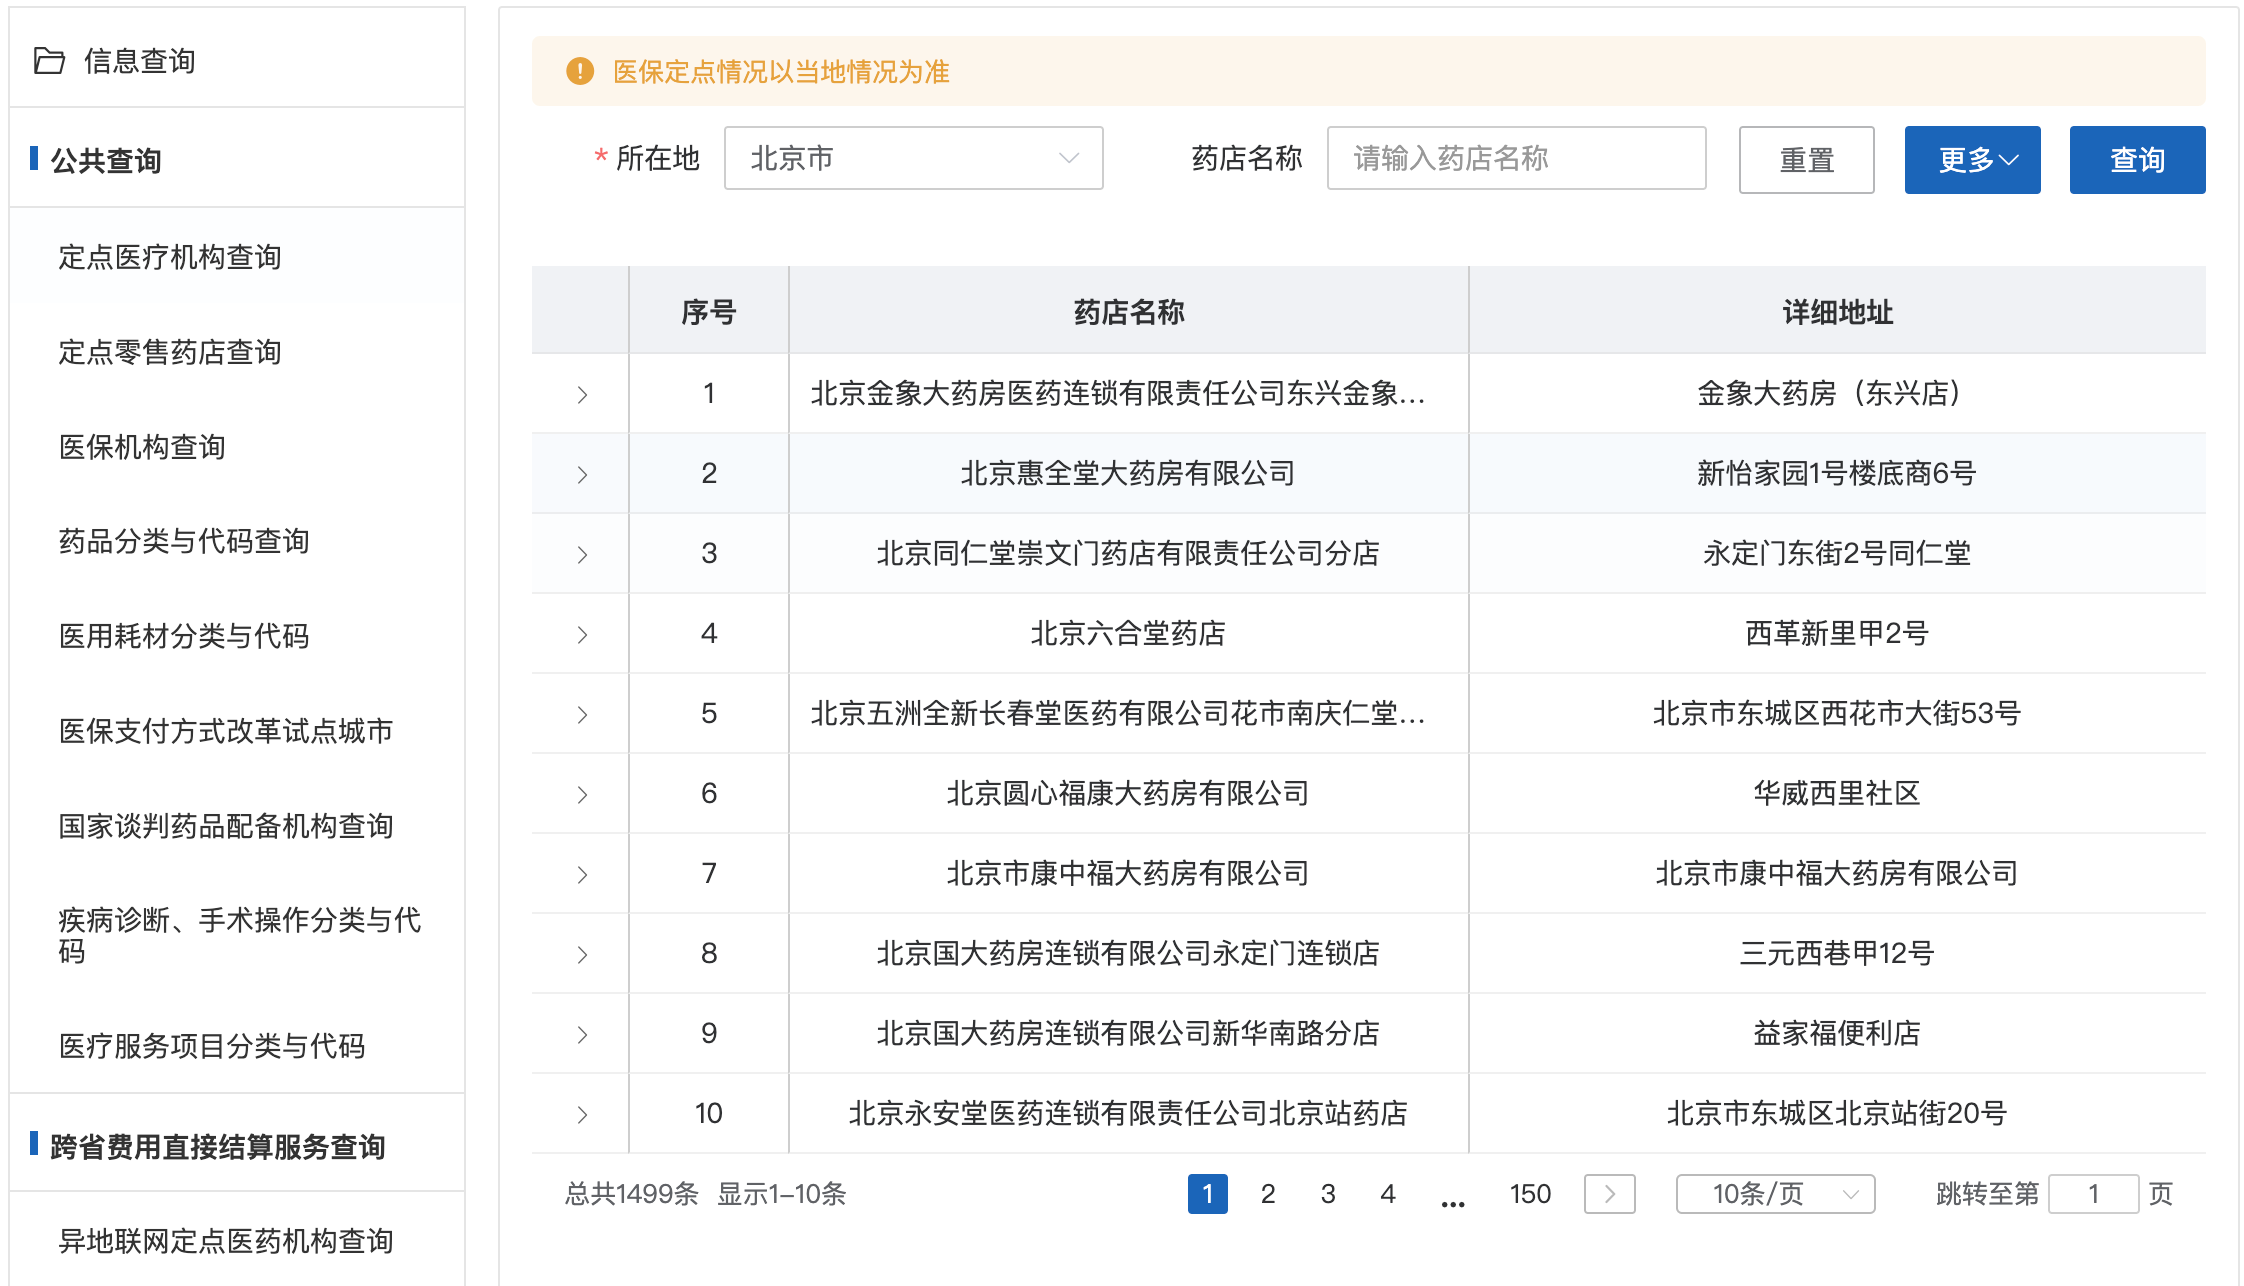 信息查询
公共查询
定点医疗机构查询
定点零售药店查询
医保机构查询
药品分类与代码查询
医用耗材分类与代码
医保支付方式改革试点城市
国家谈判药品配备机构查询
疾病诊断、手术操作分类与代
码
医疗服务项目分类与代码
跨省费用直接结算服务查询
异地联网定点医药机构查询
医保定点情况以当地情况为准
* 所在地 北京市 药店名称 请输入药店名称 重置 更多 查询
序号 药店名称 详细地址
1 北京金象大药房医药连锁有限责任公司东兴金象... 金象大药房（东兴店）
2 北京惠全堂大药房有限公司 新怡家园1号楼底商6号
3 北京同仁堂崇文门药店有限责任公司分店 永定门东街2号同仁堂
4 北京六合堂药店 西革新里甲2号
5 北京五洲全新长春堂医药有限公司花市南庆仁堂... 北京市东城区西花市大街53号
6 北京圆心福康大药房有限公司 华威西里社区
7 北京市康中福大药房有限公司 北京市康中福大药房有限公司
8 北京国大药房连锁有限公司永定门连锁店 三元西巷甲12号
9 北京国大药房连锁有限公司新华南路分店 益家福便利店
10 北京永安堂医药连锁有限责任公司北京站药店 北京市东城区北京站街20号
总共1499条 显示1-10条 1 2 3 4 ... 150 10条/页 跳转至第 1 页